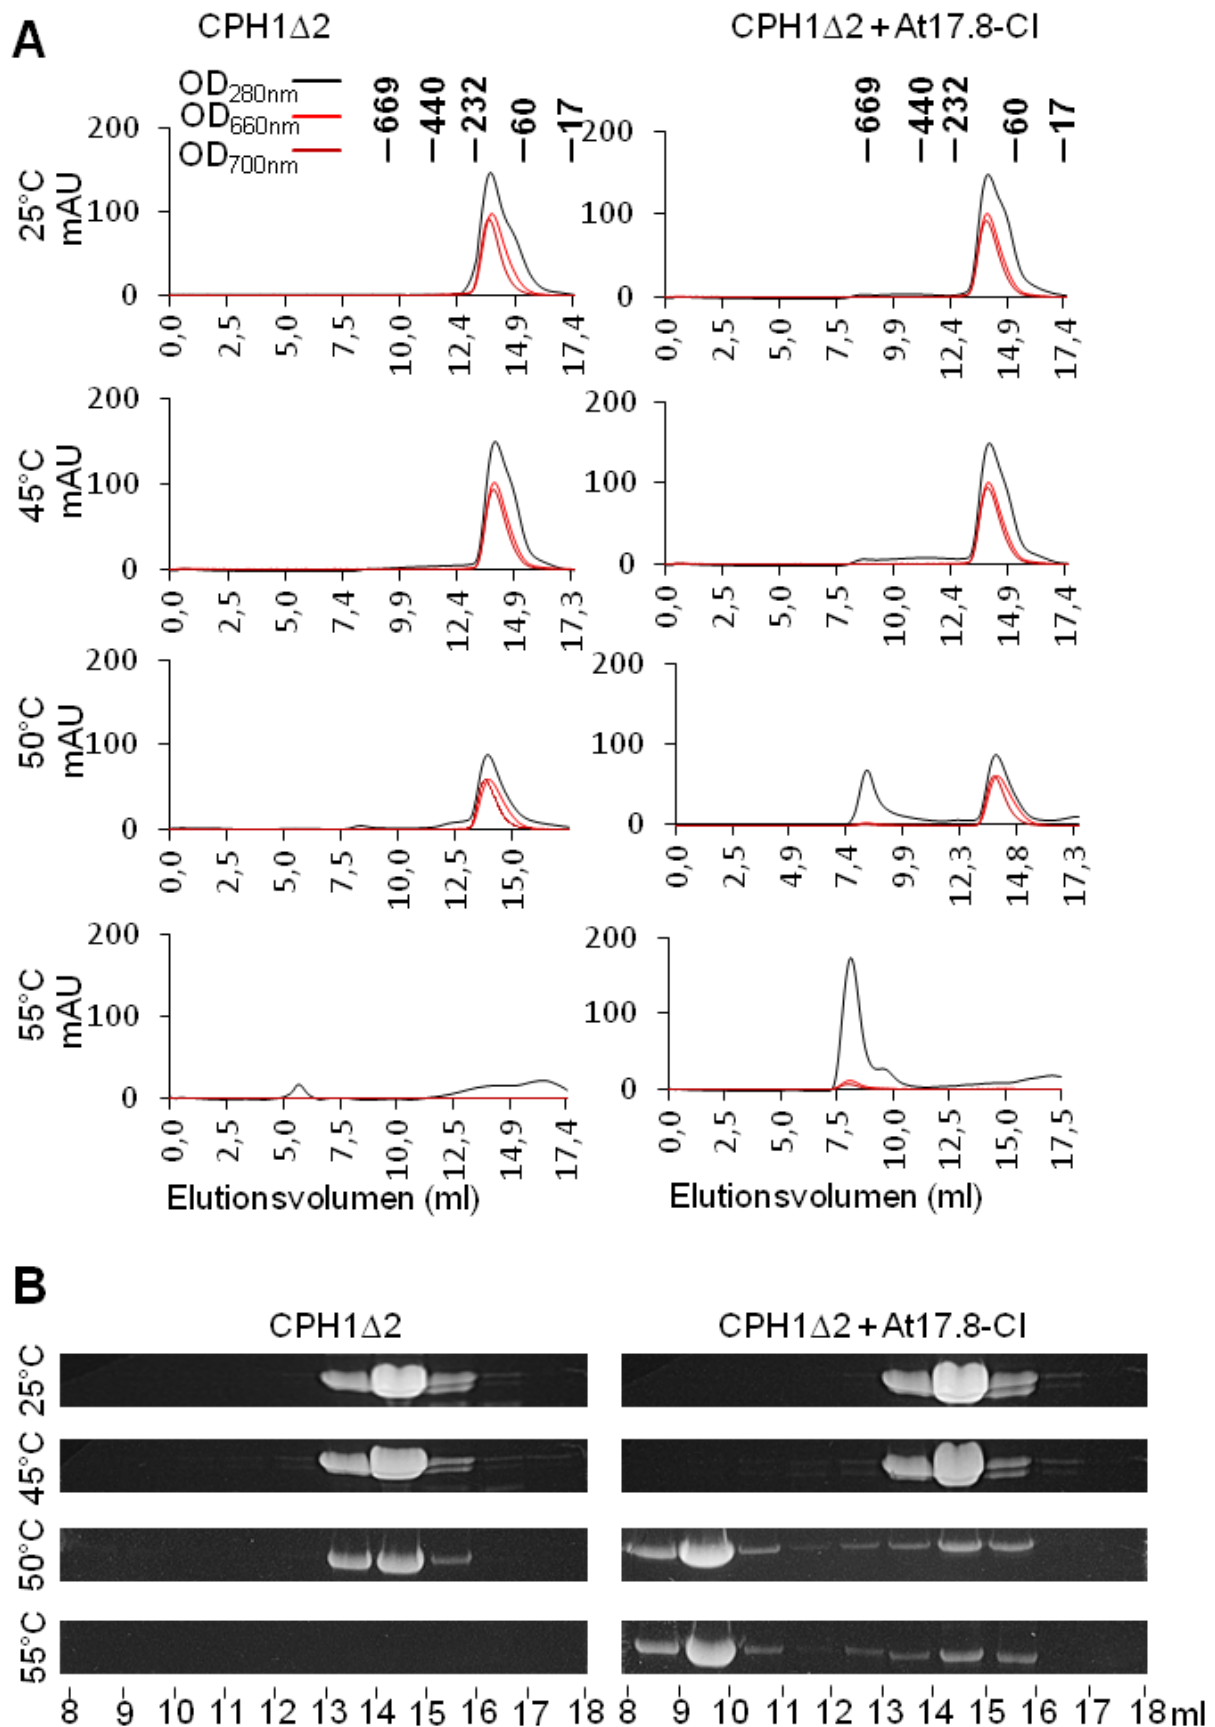 A
CPH1Δ2
CPH1Δ2 + At17.8-CI
OD280nm
OD660nm
OD700nm
–669 –440 –232 –60 –17
–669 –440 –232 –60 –17
25°C
mAU
200
100
0
0,0 2,5 5,0 7,5 10,0 12,4 14,9 17,4
200
100
0
0,0 2,5 5,0 7,5 9,9 12,4 14,9 17,4
45°C
mAU
200
100
0
0,0 2,5 5,0 7,4 9,9 12,4 14,9 17,3
200
100
0
0,0 2,5 5,0 7,5 10,0 12,4 14,9 17,4
50°C
mAU
200
100
0
0,0 2,5 5,0 7,5 10,0 12,5 15,0
200
100
0
0,0 2,5 4,9 7,4 9,9 12,3 14,8 17,3
55°C
mAU
200
100
0
0,0 2,5 5,0 7,5 10,0 12,5 14,9 17,4
200
100
0
0,0 2,5 5,0 7,5 10,0 12,5 15,0 17,5
Elutionsvolumen (ml)
Elutionsvolumen (ml)
B
CPH1Δ2
CPH1Δ2 + At17.8-CI
25°C
45°C
50°C
55°C
8 9 10 11 12 13 14 15 16 17 18
8 9 10 11 12 13 14 15 16 17 18 ml